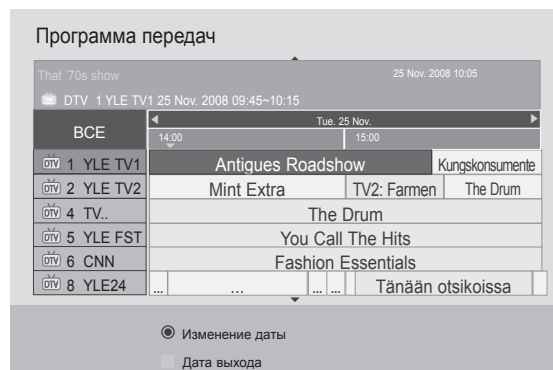 Программа передач
That '70s show 25 Nov. 2008 10:05
DTV 1 YLE TV1 25 Nov. 2008 09:45~10:15
ВСЕ
Tue. 25 Nov.
14:00 15:00
DTV 1 YLE TV1 Antigues Roadshow Kungskonsumente
DTV 2 YLE TV2 Mint Extra TV2: Farmen The Drum
DTV 4 TV.. The Drum
DTV 5 YLE FST You Call The Hits
DTV 6 CNN Fashion Essentials
DTV 8 YLE24 ... ... ... ... Tänään otsikoissa
Изменение даты
Дата выхода